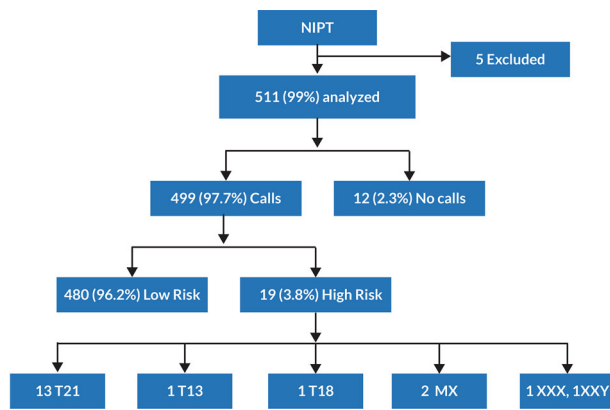 NIPT
5 Excluded
511 (99%) analyzed
499 (97.7%) Calls
12 (2.3%) No calls
480 (96.2%) Low Risk
19 (3.8%) High Risk
13 T21
1 T13
1 T18
2 MX
1 XXX, 1XXY